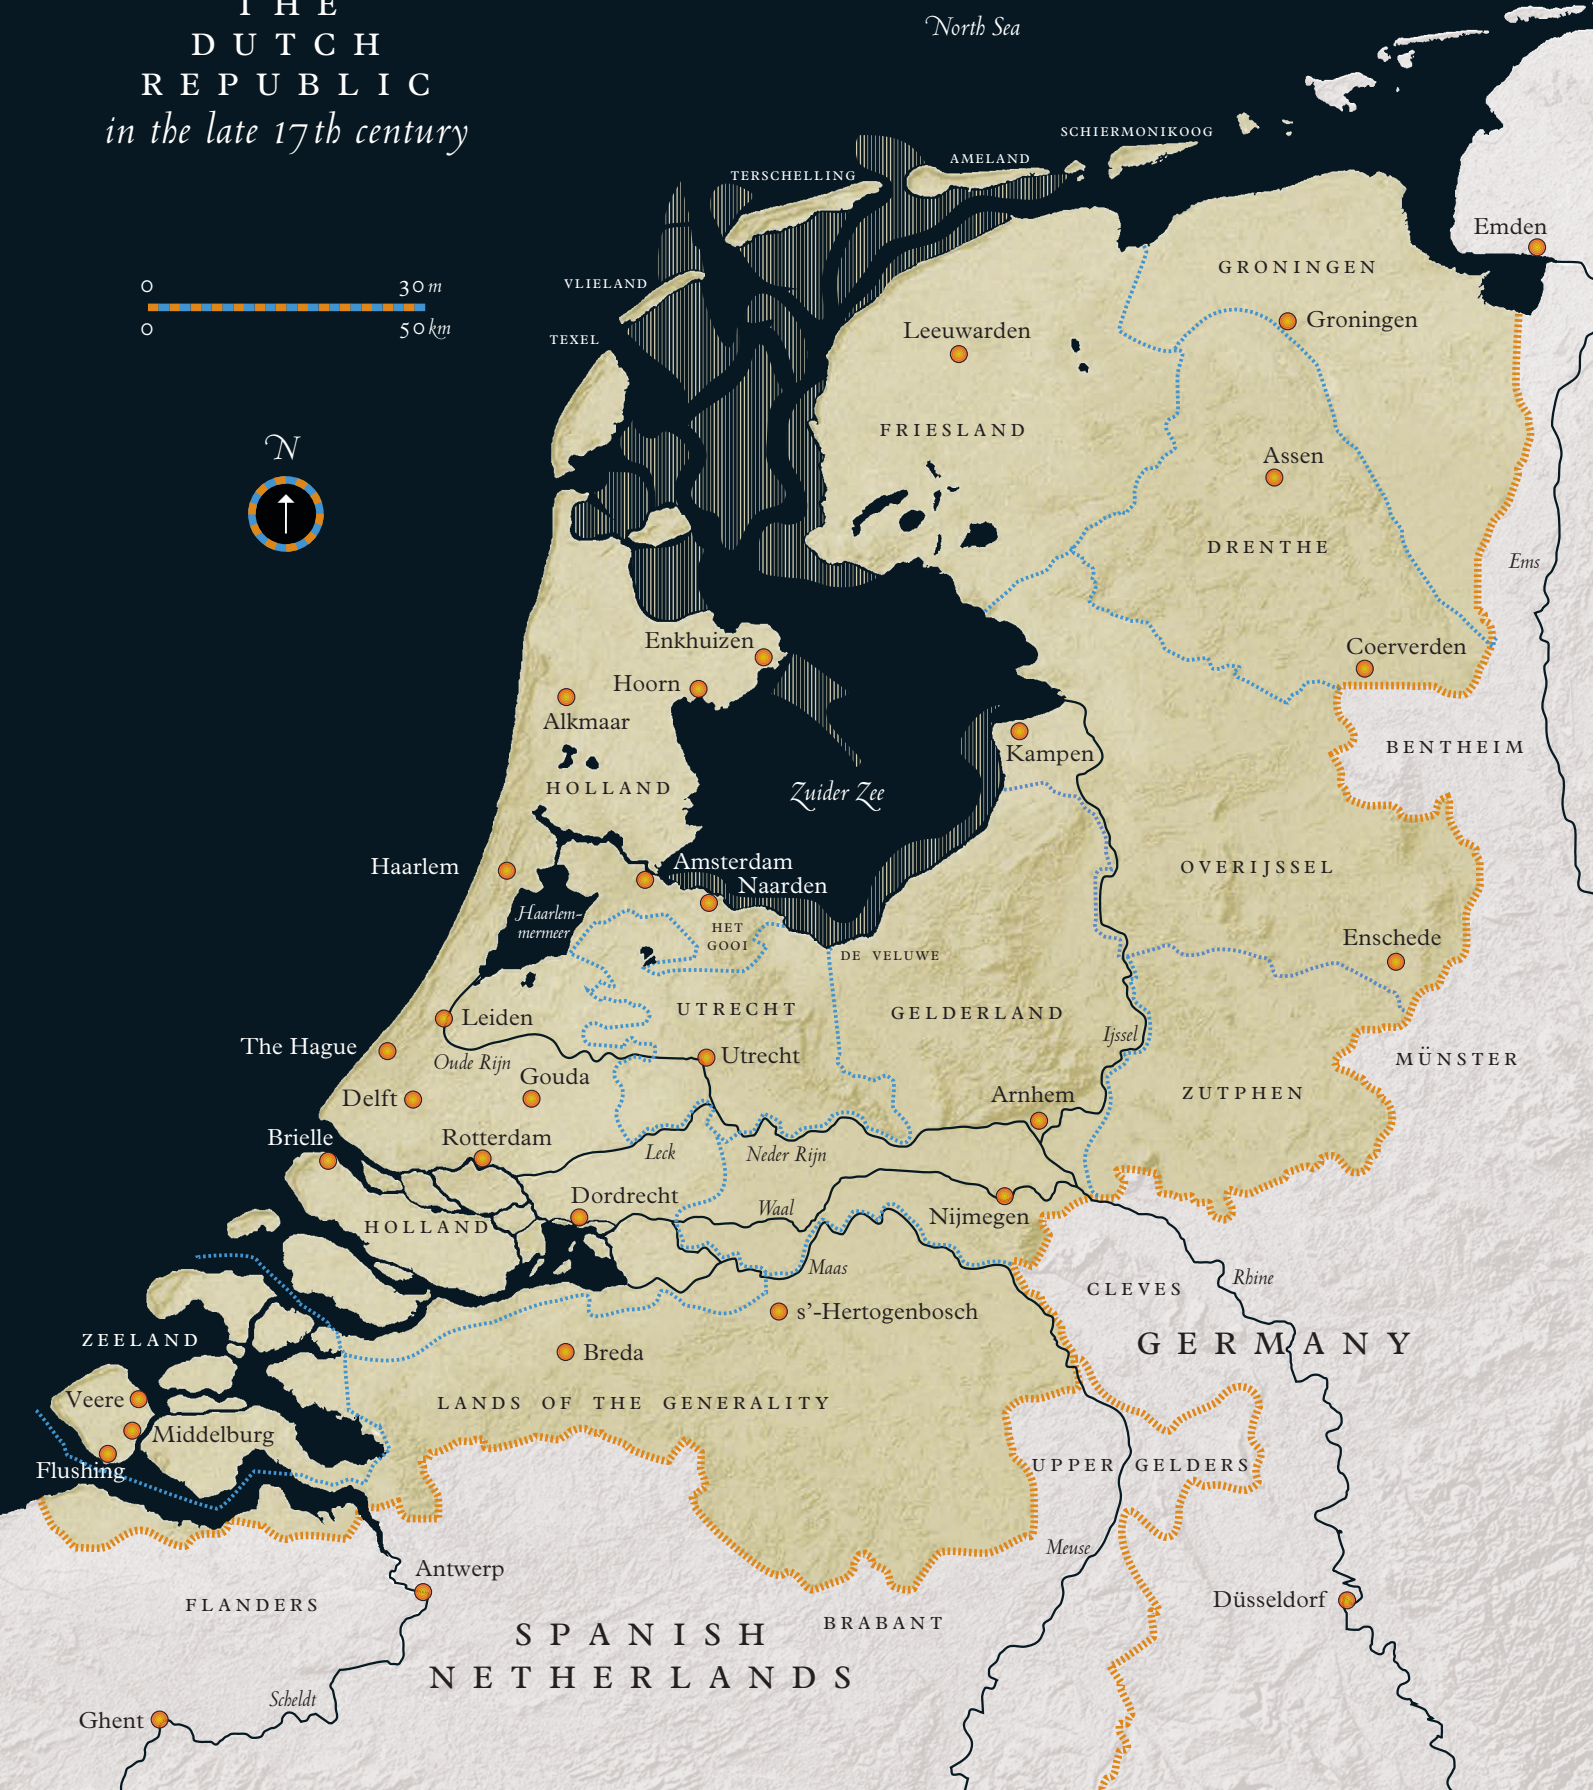 THE
DUTCH
REPUBLIC
in the late 17th century
North Sea
SCHIERMONIKOOG
AMELAND
TERSCHELLING
VLIELAND
TEXEL
0 30 m
0 50 km
N
Emden
GRONINGEN
Groningen
Leeuwarden
FRIESLAND
Assen
DRENTHE
Ems
Coerverden
BENTHEIM
Enkhuizen
Hoorn
Alkmaar
HOLLAND
Kampen
Zuider Zee
Haarlem
Amsterdam
Naarden
Haarlem-
mermeer
HET
GOOI
OVERIJSSEL
Enschede
DE VELUWE
UTRECHT
GELDERLAND
Leiden
Ijssel
The Hague
Oude Rijn
Utrecht
MÜNSTER
Gouda
Delft
Arnhem
ZUTPHEN
Brielle
Rotterdam
Leck
Neder Rijn
Dordrecht
Waal
Nijmegen
HOLLAND
Maas
CLEVES
Rhine
s’-Hertogenbosch
ZEELAND
GERMANY
Breda
Veere
LANDS OF THE GENERALITY
Middelburg
Flushing
UPPER GELDERS
Meuse
Antwerp
FLANDERS
Düsseldorf
BRABANT
SPANISH
NETHERLANDS
Scheldt
Ghent